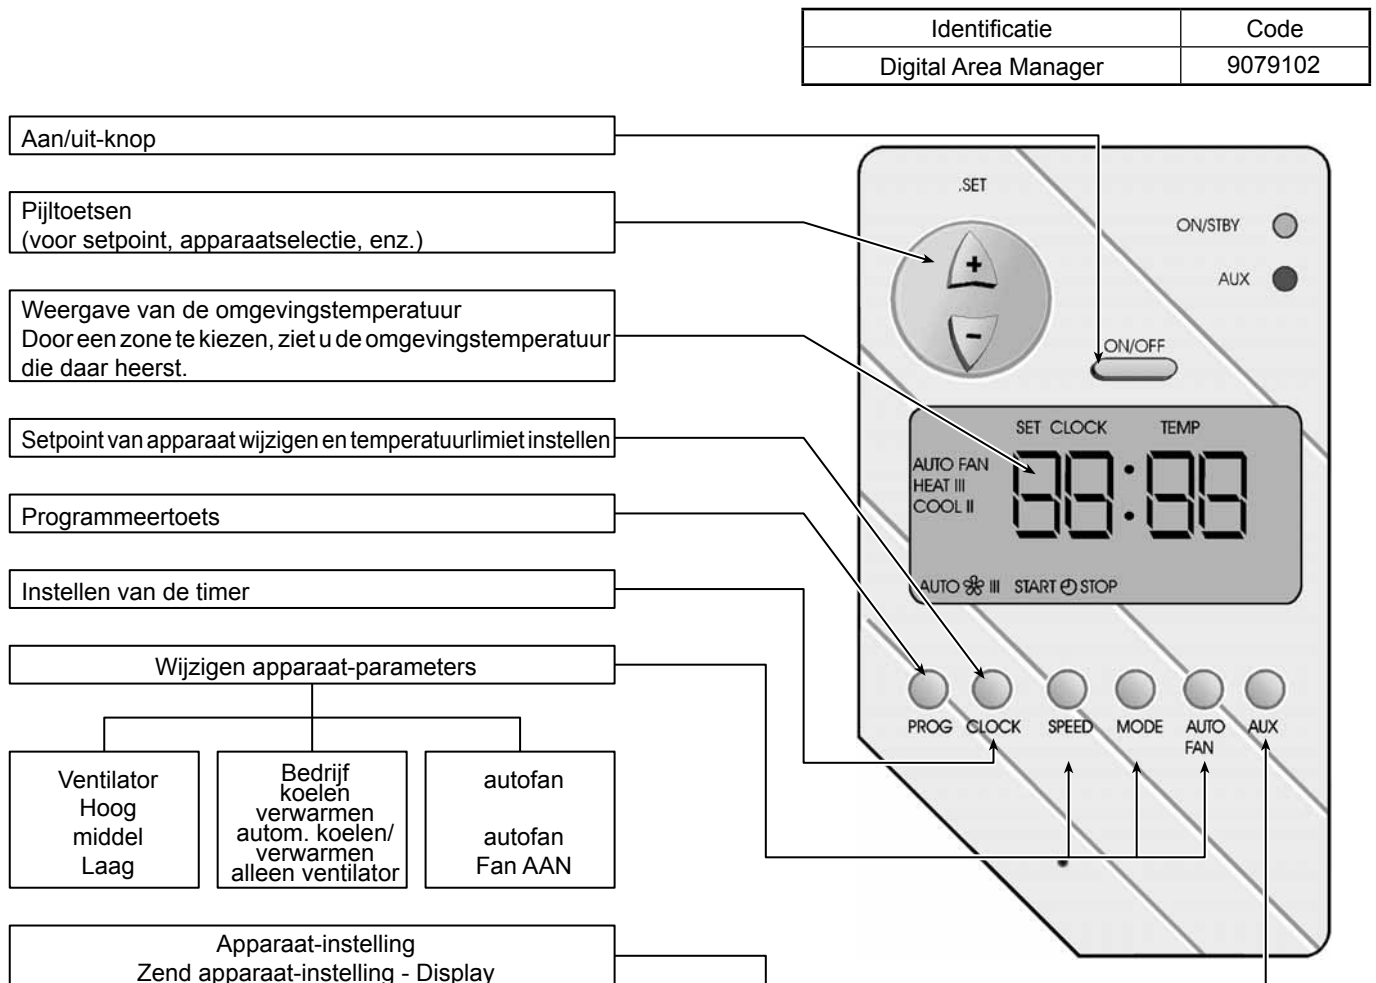 Identificatie Code
Digital Area Manager 9079102
Aan/uit-knop
Pijltoetsen
(voor setpoint, apparaatselectie, enz.)
Weergave van de omgevingstemperatuur
Door een zone te kiezen, ziet u de omgevingstemperatuur
die daar heerst.
Setpoint van apparaat wijzigen en temperatuurlimiet instellen
Programmeertoets
Instellen van de timer
Wijzigen apparaat-parameters
Ventilator
Hoog
middel
Laag
Bedrijf
koelen
verwarmen
autom. koelen/
verwarmen
alleen ventilator
autofan
autofan
Fan AAN
Apparaat-instelling
Zend apparaat-instelling - Display
.SET
+
-
ON/STBY
AUX
ON/OFF
SET CLOCK TEMP
AUTO FAN
HEAT III
COOL II
88:88
AUTO III START STOP
PROG CLOCK SPEED MODE AUTO FAN AUX